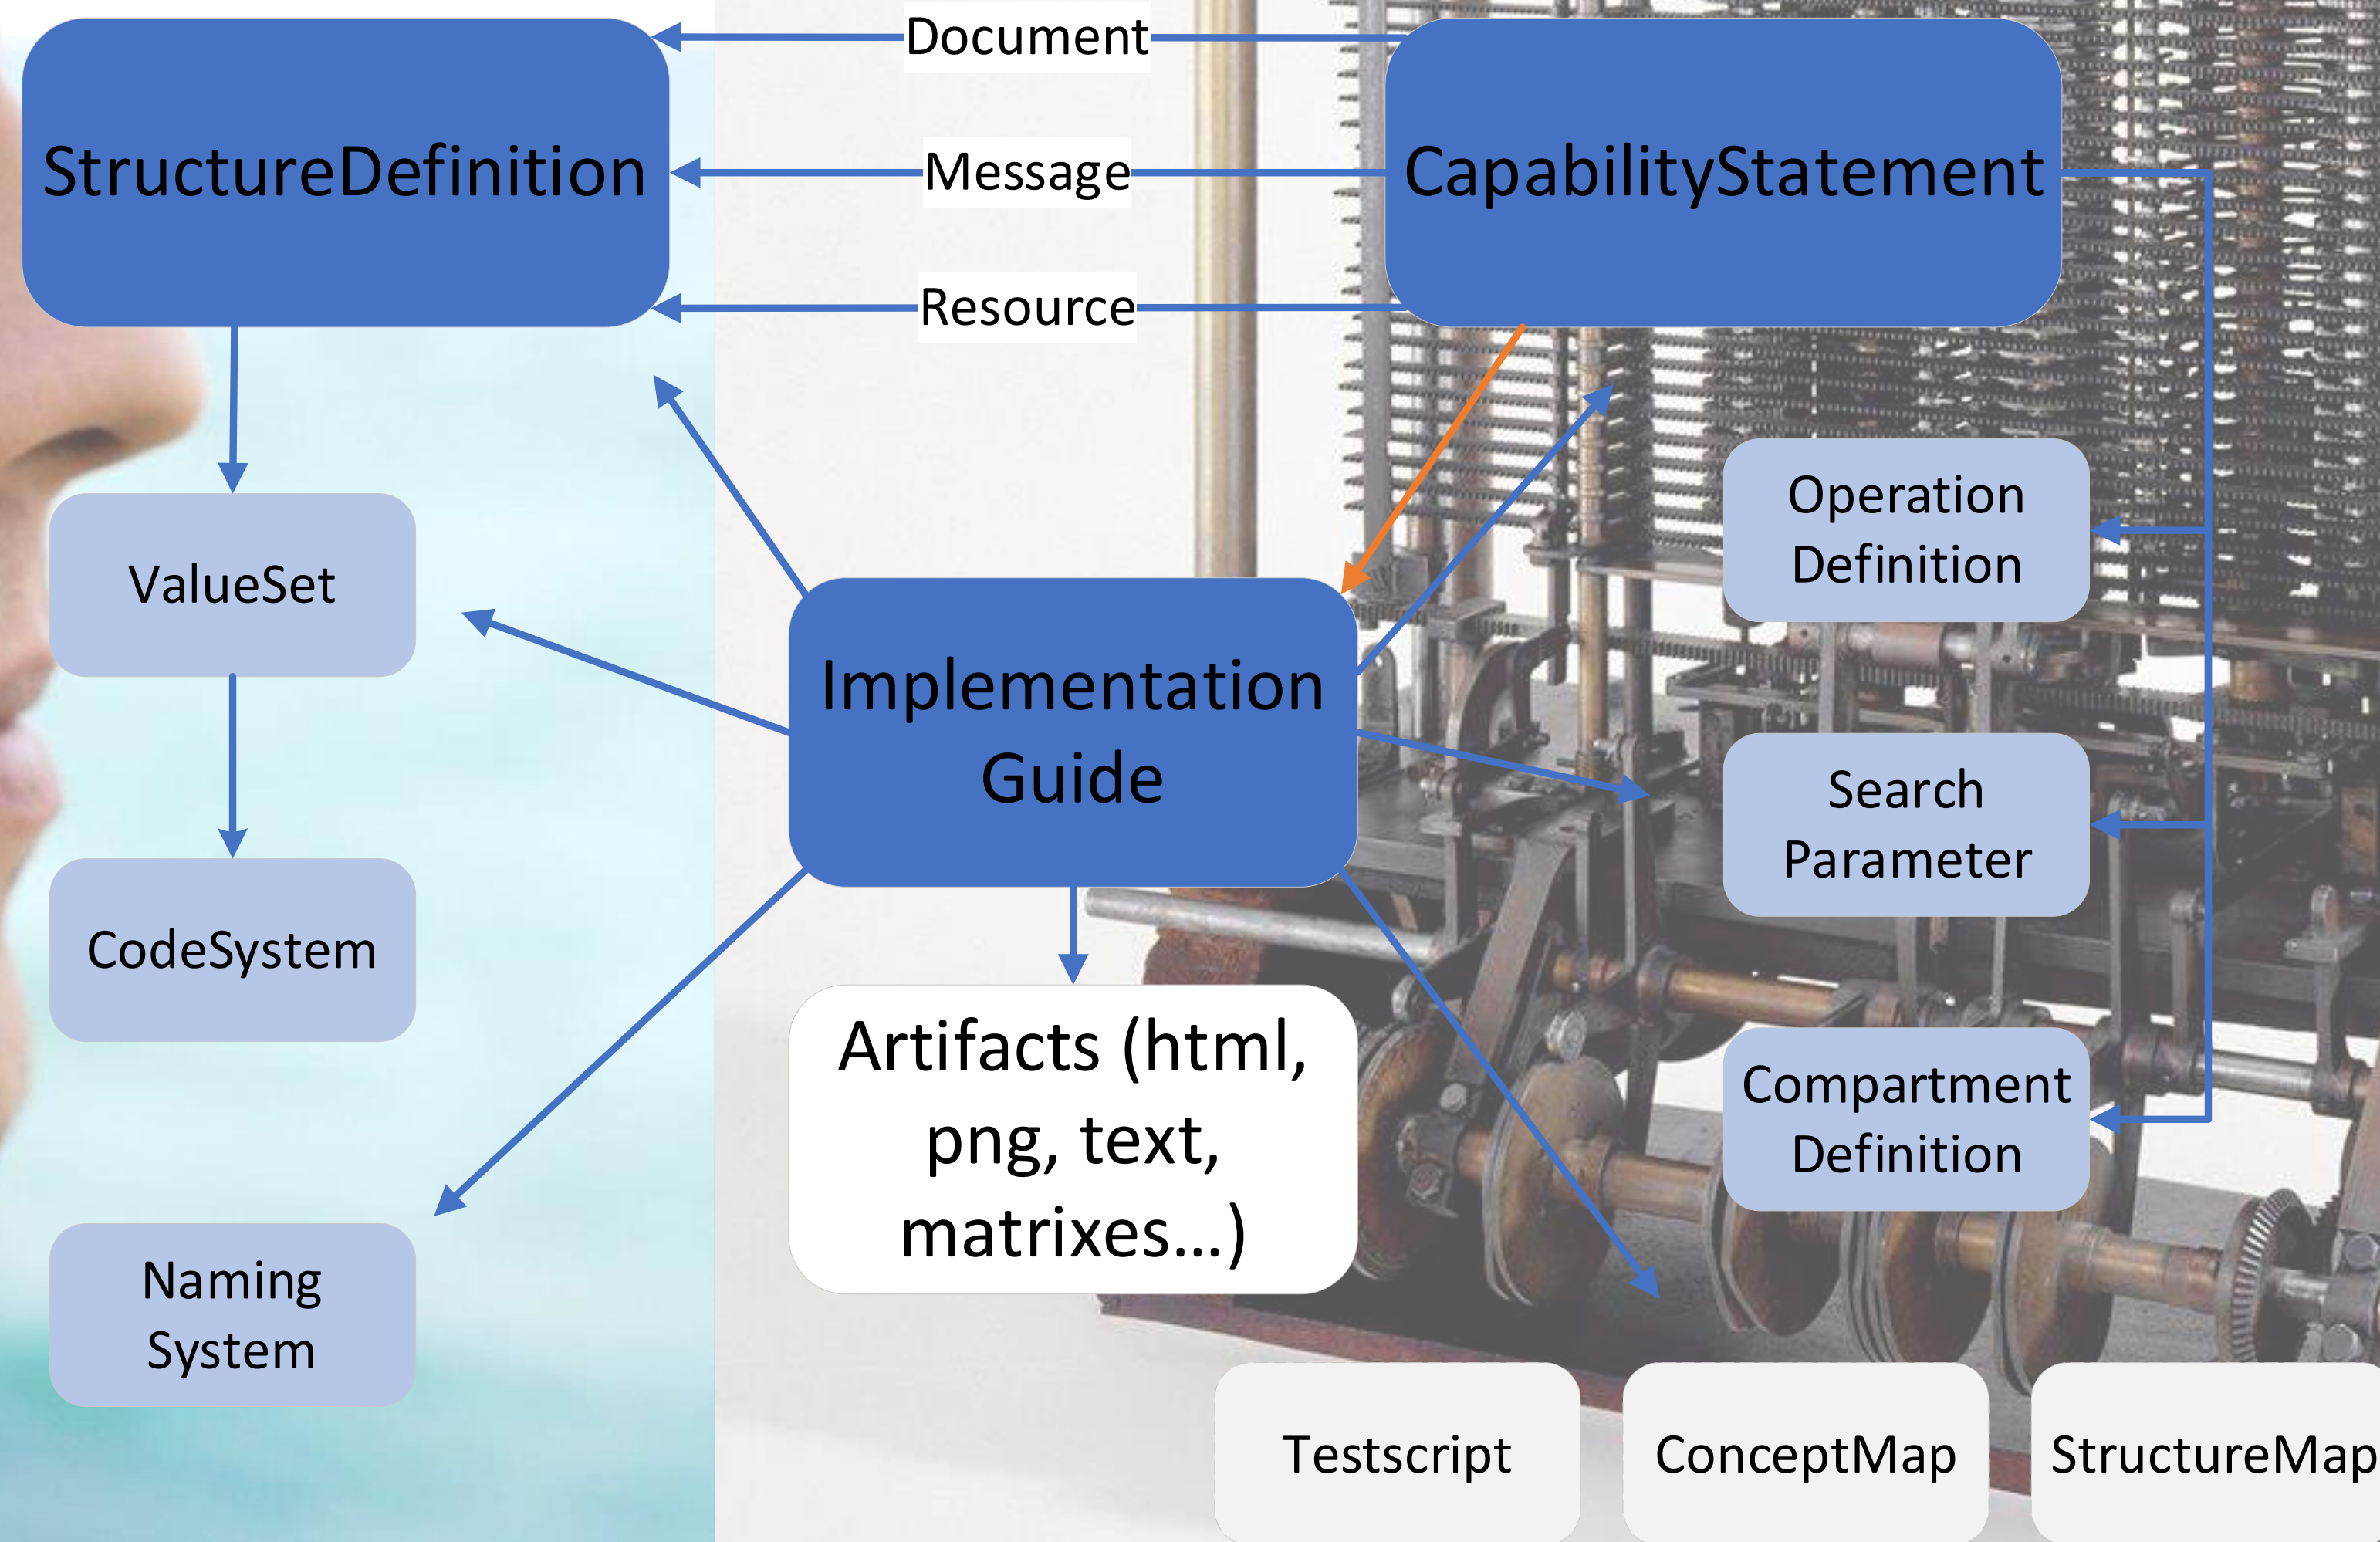 Document
StructureDefinition
Message
CapabilityStatement
Resource
Operation
Definition
ValueSet
Implementation
Guide
Search
Parameter
CodeSystem
Artifacts (html,
png, text,
matrixes...)
Compartment
Definition
Naming
System
Testscript
ConceptMap
StructureMap